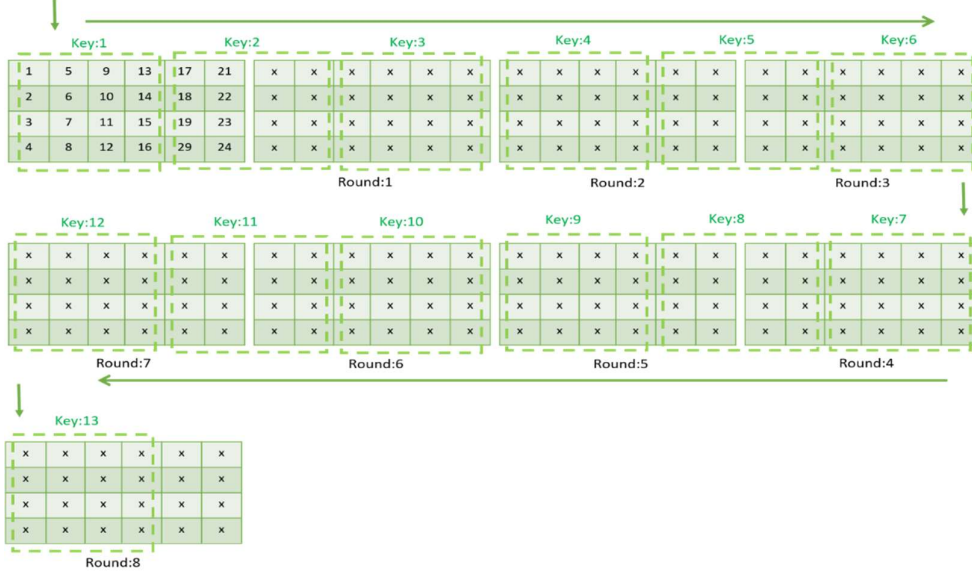 Key:1 Key:2 Key:3 Key:4 Key:5 Key:6
1 5 9 13 17 21 x x x x x x x x x x x x x x x x x x
2 6 10 14 18 22 x x x x x x x x x x x x x x x x x x
3 7 11 15 19 23 x x x x x x x x x x x x x x x x x x
4 8 12 16 29 24 x x x x x x x x x x x x x x x x x x
Round:1 Round:2 Round:3
Key:12 Key:11 Key:10 Key:9 Key:8 Key:7
x x x x x x x x x x x x x x x x x x x x x x x x
x x x x x x x x x x x x x x x x x x x x x x x x
x x x x x x x x x x x x x x x x x x x x x x x x
x x x x x x x x x x x x x x x x x x x x x x x x
Round:7 Round:6 Round:5 Round:4
Key:13
x x x x x x
x x x x x x
x x x x x x
x x x x x x
Round:8